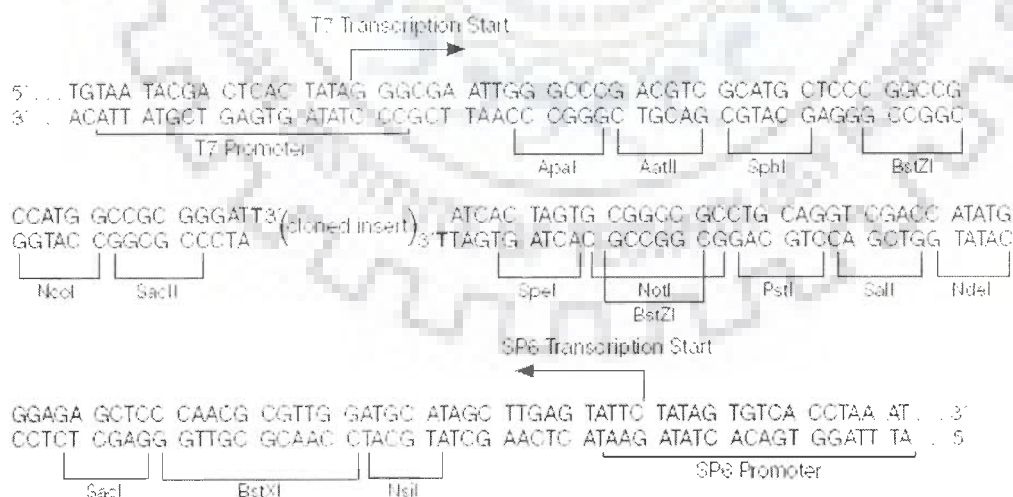 T7 Transcription Start
5' ... TGTAA TACGA CTCAC TATAG GGCGA ATTGG GCCCG ACGTC GCATG CTCCC GGCCG
3' ... ACATT ATGCT GAGTG ATATC CCGCT TAACC CGGGC TGCAG CGTAC GAGGG CCGGC
T7 Promoter
ApaI AatII SphI BstZI
CCATG GCCGC GGGATT3' (cloned insert) ATCAC TAGTG CGGCC GCCTG CAGGT CGACC ATATG
GGTAC CGGCG CCCTA 3'TTAGTG ATCAC GCCGG CGGAC GTCCA GCTGG TATAC
NcoI SacII SpeI NotI PstI SalI NdeI
BstZI
SP6 Transcription Start
GGAGA GCTCC CAACG CGTTG GATGC ATAGC TTGAG TATTC TATAG TGTCA CCTAA AT... 3'
CCTCT CGAGG GTTGC GCAAC CTACG TATCG AACTC ATAAG ATATC ACAGT GGATT TA . 5
SP6 Promoter
SacI BstXI NsiI